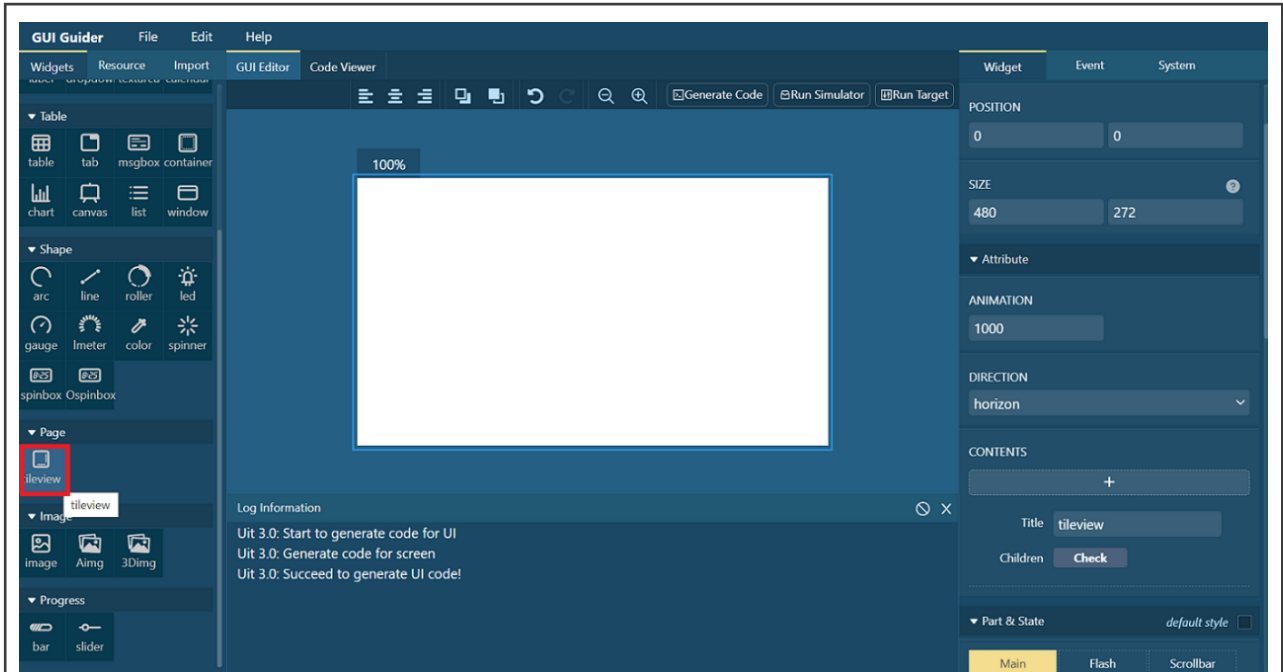 GUI Guider File Edit Help
Widgets Resource Import GUI Editor Code Viewer Widget Event System
label dropdown textarea calendar
Generate Code Run Simulator Run Target
POSITION
0 0
Table
table tab msgbox container
100%
SIZE
480 272
chart canvas list window
Shape
Attribute
arc line roller led
ANIMATION
1000
gauge lmeter color spinner
spinbox Ospinbox
DIRECTION
horizon
Page
tileview
tileview
CONTENTS
+
Title tileview
Children Check
Image
image Aimg 3Dimg
Log Information
Uit 3.0: Start to generate code for UI
Uit 3.0: Generate code for screen
Uit 3.0: Succeed to generate UI code!
Progress
bar slider
Part & State default style
Main Flash Scrollbar